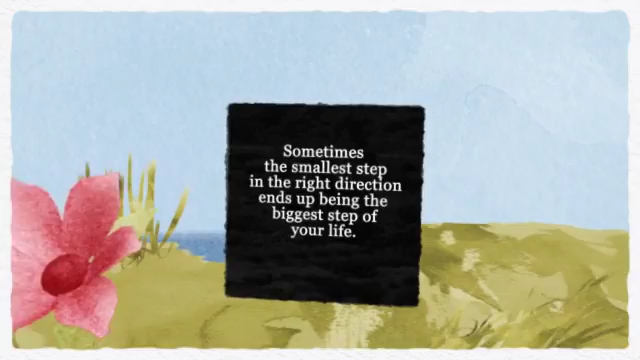 Sometimes
the smallest step
in the right direction
ends up being the
biggest step of
your life.